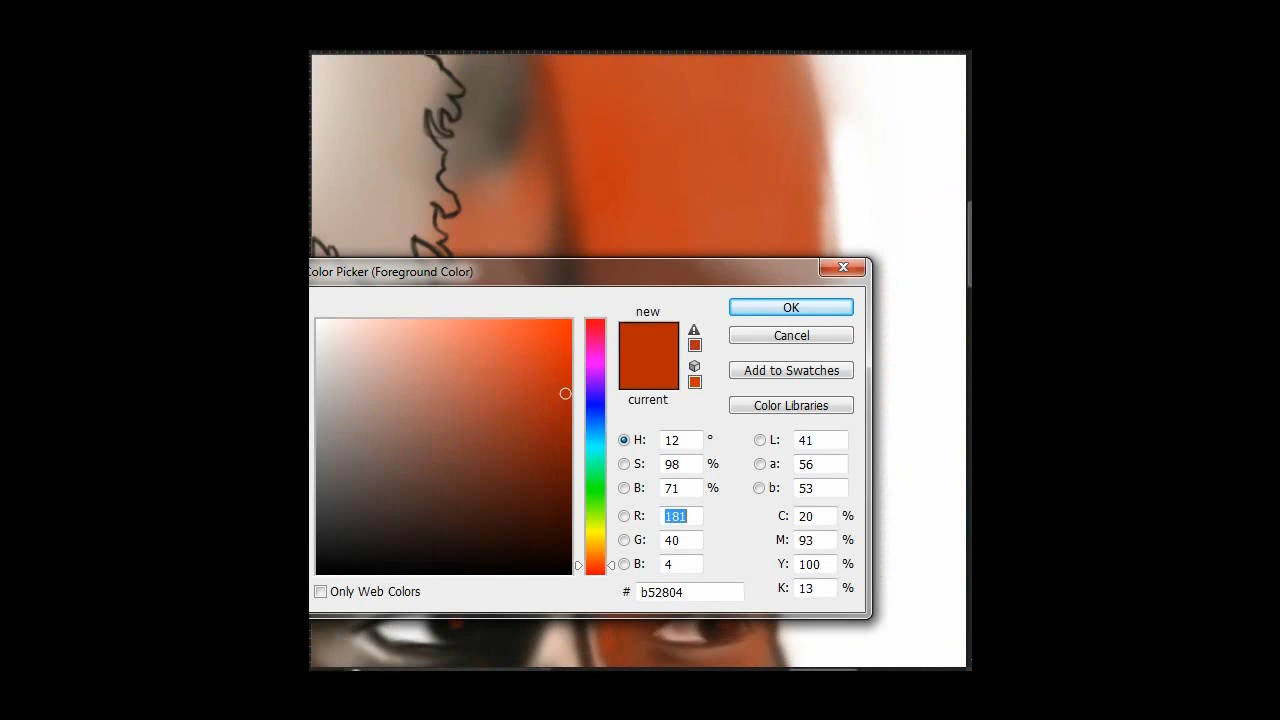 Color Picker (Foreground Color)
new
OK
Cancel
Add to Swatches
current
Color Libraries
H: 12 °
L: 41
S: 98 %
a: 56
B: 71 %
b: 53
R: 181
C: 20 %
G: 40
M: 93 %
B: 4
Y: 100 %
Only Web Colors
# b52804
K: 13 %